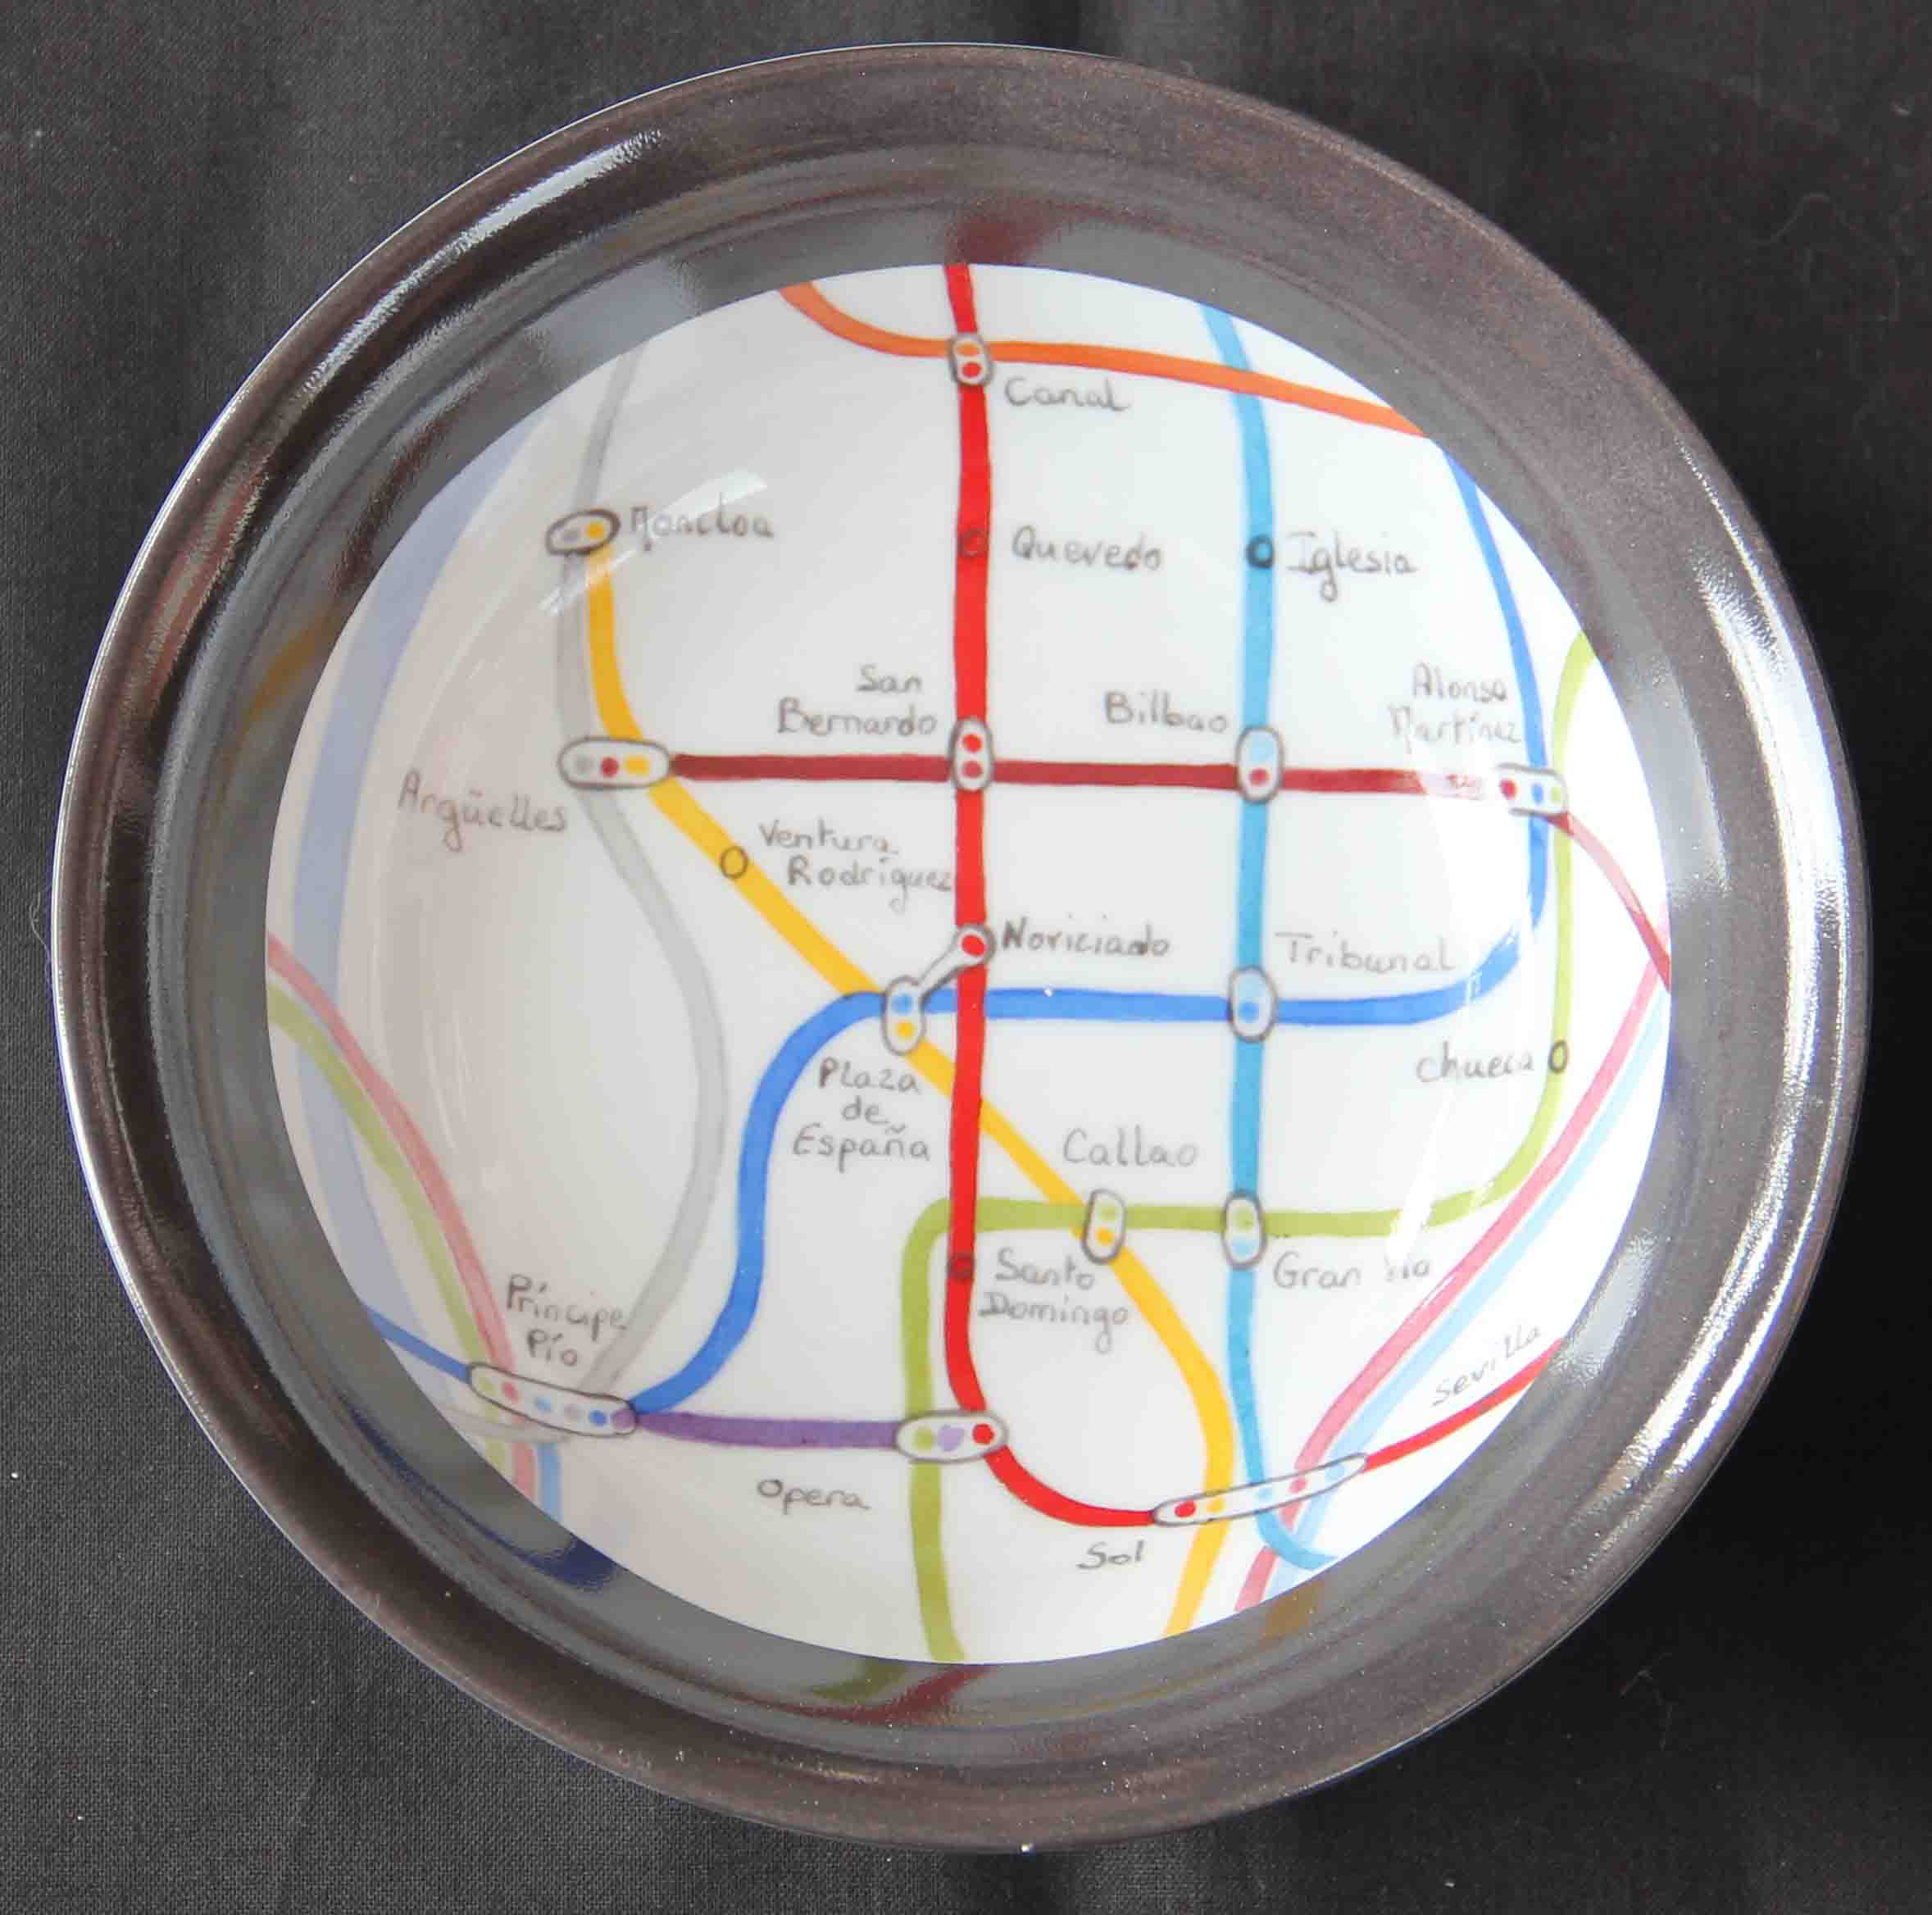 Canal
Moncloa
Quevedo
Iglesia
San
Bernardo
Bilbao
Alonso
Martínez
Argüelles
Ventura
Rodríguez
Noviciado
Tribunal
Plaza
de
España
chueca
Callao
Santo
Domingo
Gran Vía
Príncipe
Pío
Sevilla
Opera
Sol